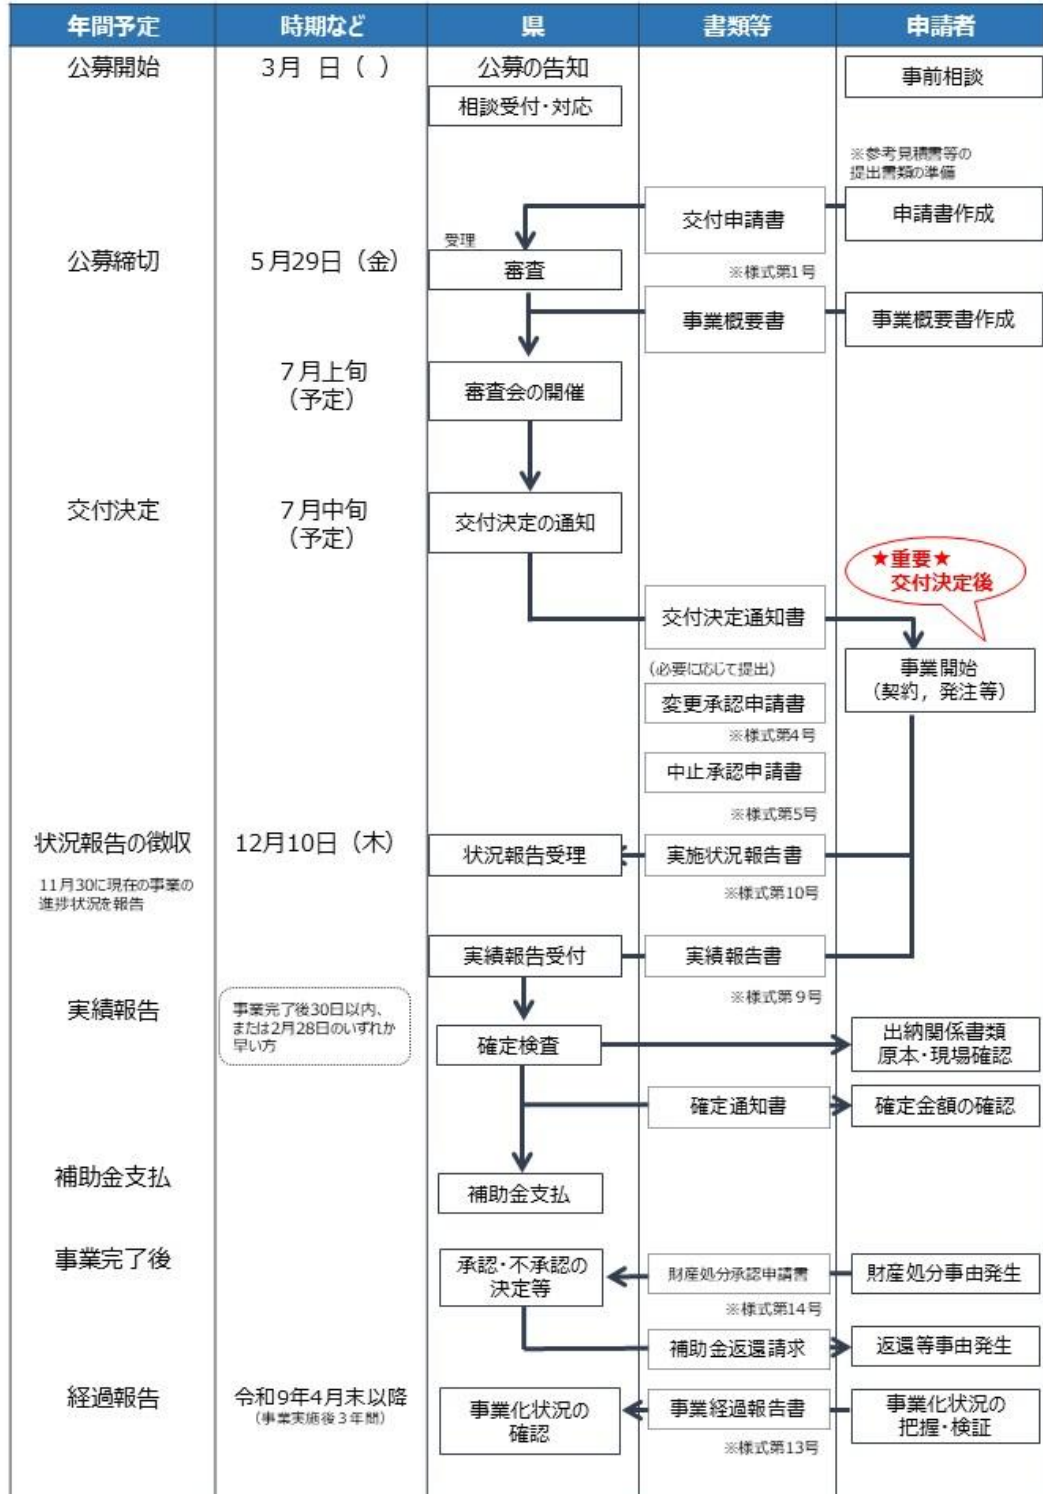 年間予定
時期など
県
書類等
申請者
公募開始
3月　日（ ）
公募の告知
事前相談
相談受付・対応
※参考見積書等の
提出書類の準備
交付申請書
申請書作成
受理
公募締切
5月29日（金）
審査
※様式第1号
事業概要書
事業概要書作成
7月上旬
（予定）
審査会の開催
交付決定
7月中旬
（予定）
交付決定の通知
★重要★
交付決定後
交付決定通知書
事業開始
（契約，発注等）
(必要に応じて提出)
変更承認申請書
※様式第4号
中止承認申請書
※様式第5号
状況報告の徴収
12月10日（木）
状況報告受理
実施状況報告書
11月30に現在の事業の
進捗状況を報告
※様式第10号
実績報告受付
実績報告書
※様式第９号
実績報告
事業完了後30日以内、
または2月28日のいずれか
早い方
確定検査
出納関係書類
原本・現場確認
確定通知書
確定金額の確認
補助金支払
補助金支払
事業完了後
承認・不承認の
決定等
財産処分承認申請書
財産処分事由発生
※様式第14号
補助金返還請求
返還等事由発生
経過報告
令和9年4月末以降
（事業実施後３年間）
事業化状況の
確認
事業経過報告書
事業化状況の
把握・検証
※様式第13号